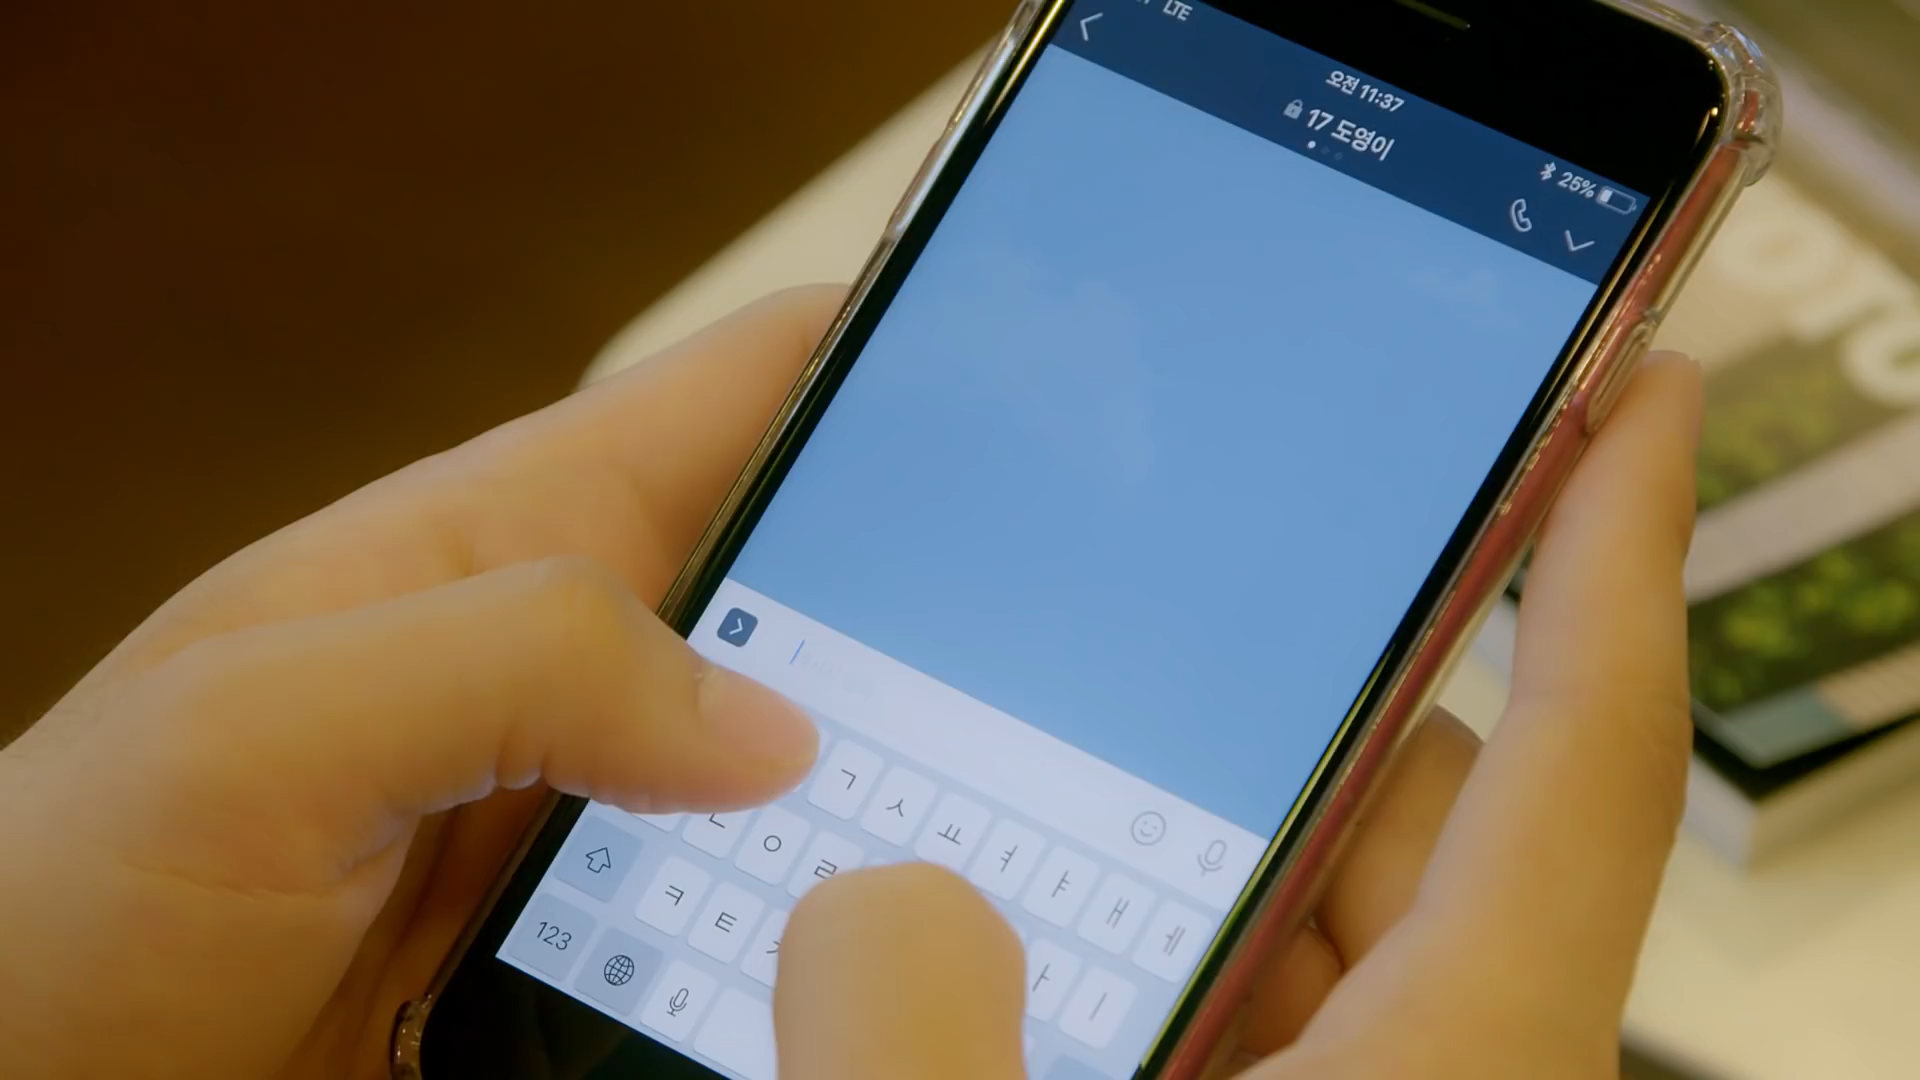 LTE
오전 11:37
25%
17 도영이
ㄱ ㅅ ㅛ ㅕ ㅑ ㅐ ㅔ
ㄴ ㅇ ㄹ ㅏ ㅣ
ㅋ ㅌ
123